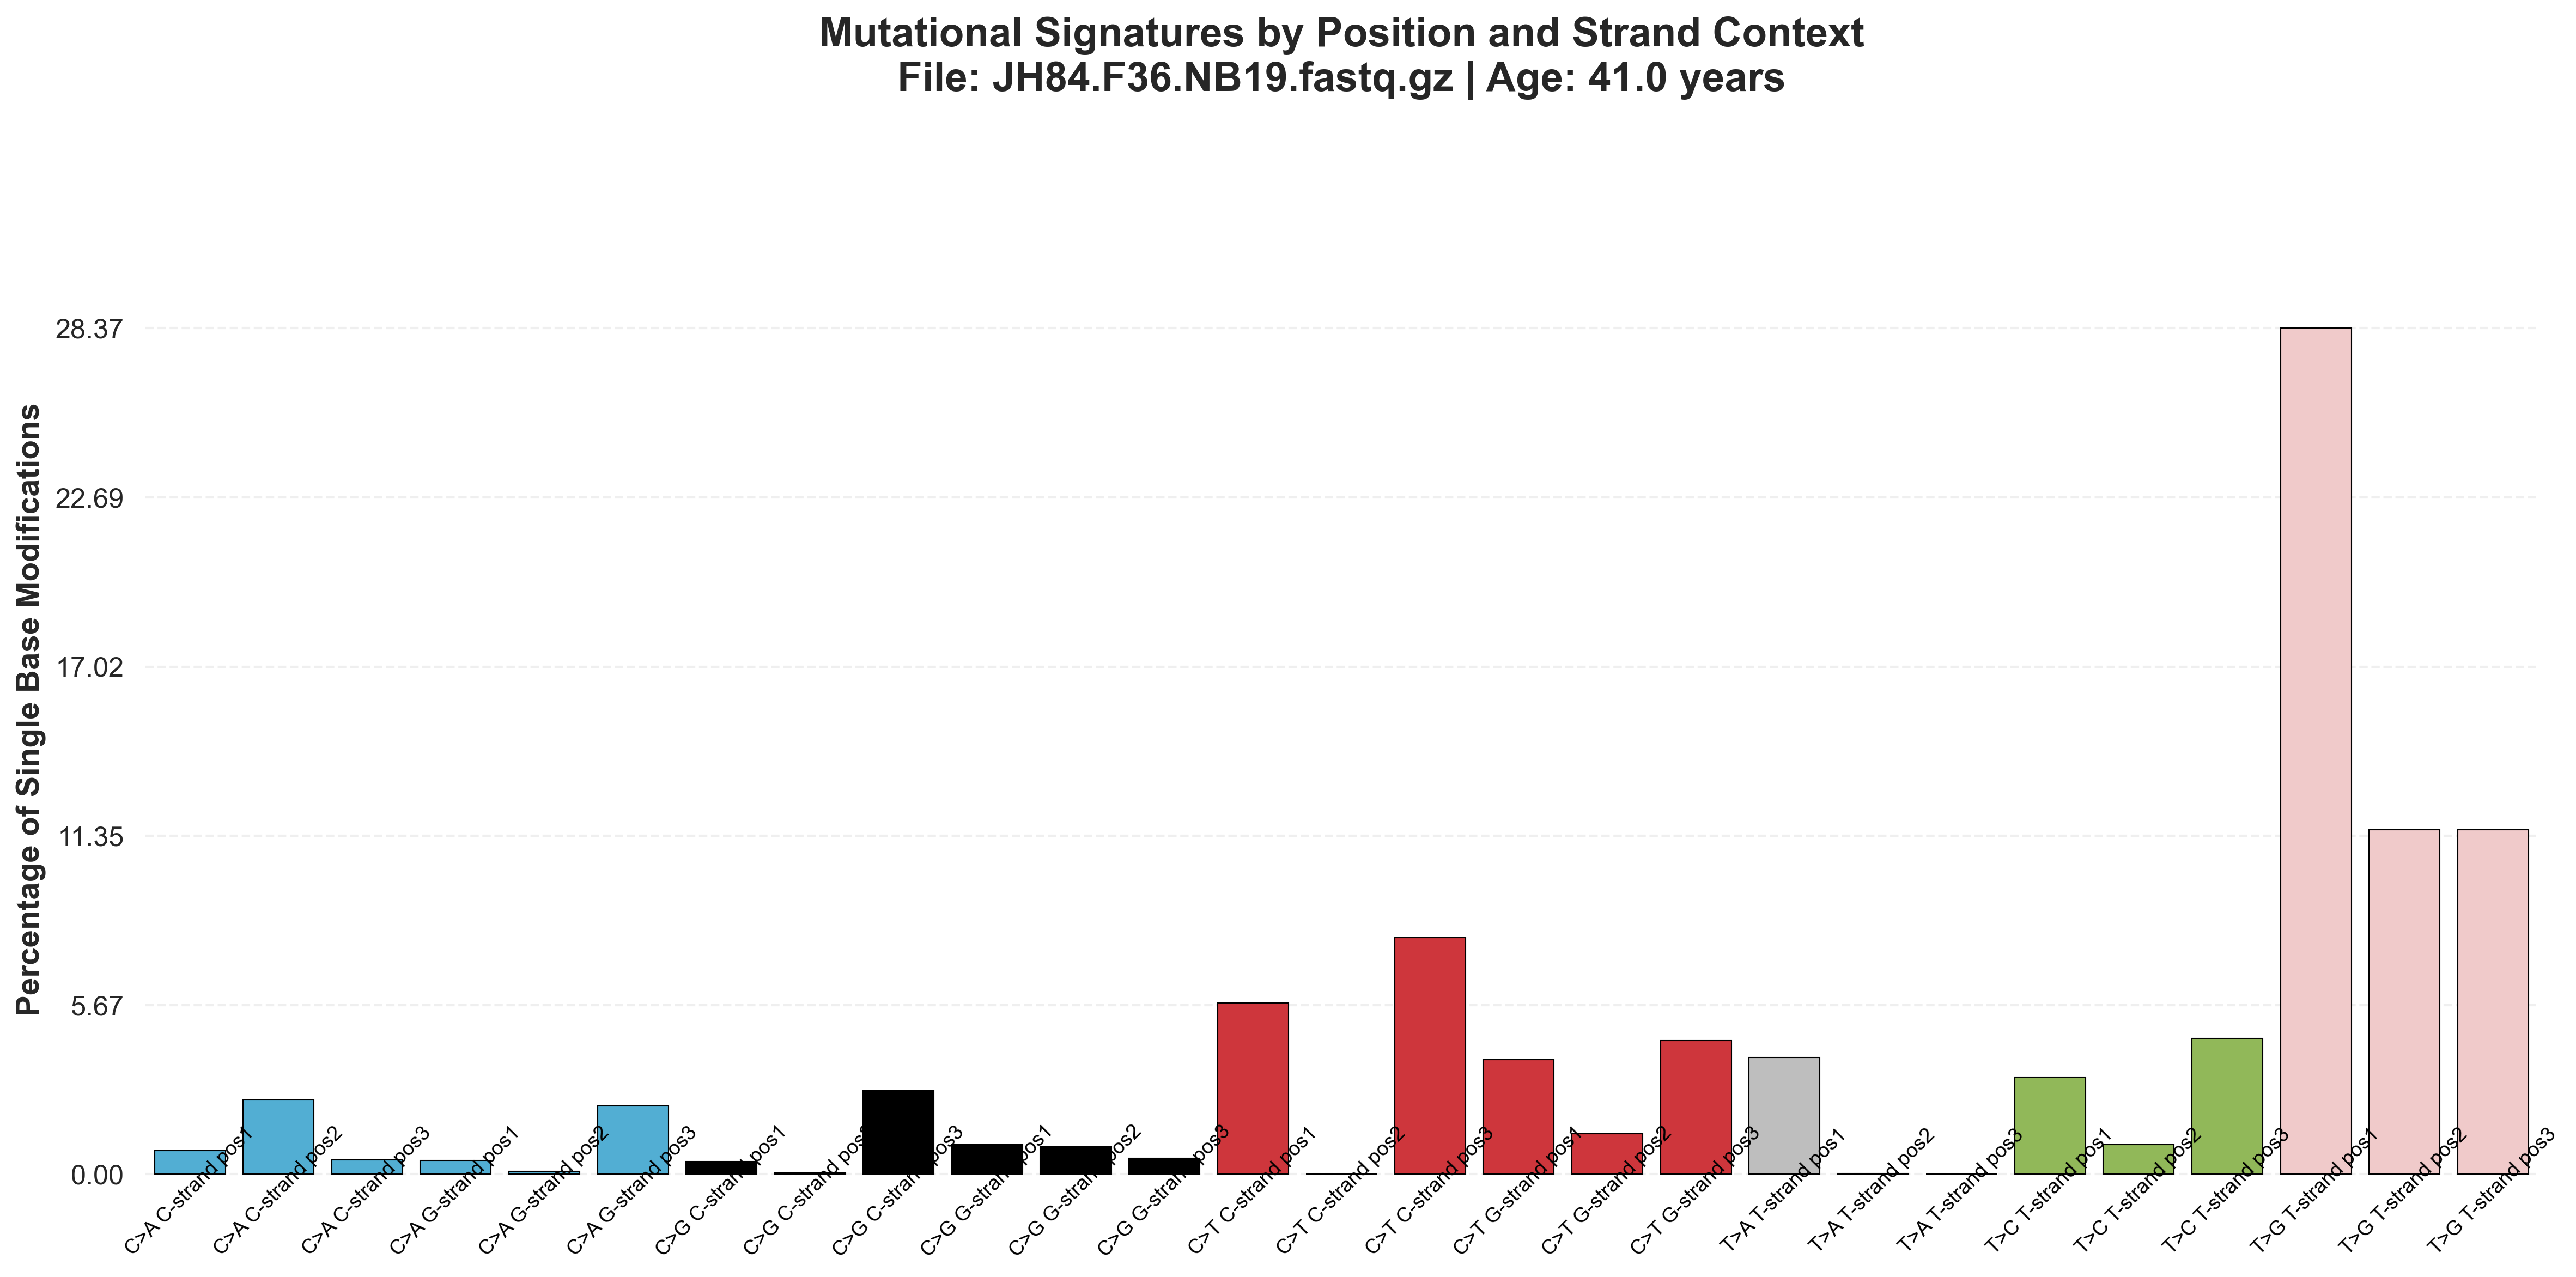 Mutational Signatures by Position and Strand Context
File: JH84.F36.NB19.fastq.gz | Age: 41.0 years
Percentage of Single Base Modifications
28.37
22.69
17.02
11.35
5.67
0.00
C>A C-strand pos1
C>A C-strand pos2
C>A C-strand pos3
C>A G-strand pos1
C>A G-strand pos2
C>A G-strand pos3
C>G C-strand pos1
C>G C-strand pos2
C>G C-strand pos3
C>G G-strand pos1
C>G G-strand pos2
C>G G-strand pos3
C>T C-strand pos1
C>T C-strand pos2
C>T C-strand pos3
C>T G-strand pos1
C>T G-strand pos2
C>T G-strand pos3
T>A T-strand pos1
T>A T-strand pos2
T>A T-strand pos3
T>C T-strand pos1
T>C T-strand pos2
T>C T-strand pos3
T>G T-strand pos1
T>G T-strand pos2
T>G T-strand pos3